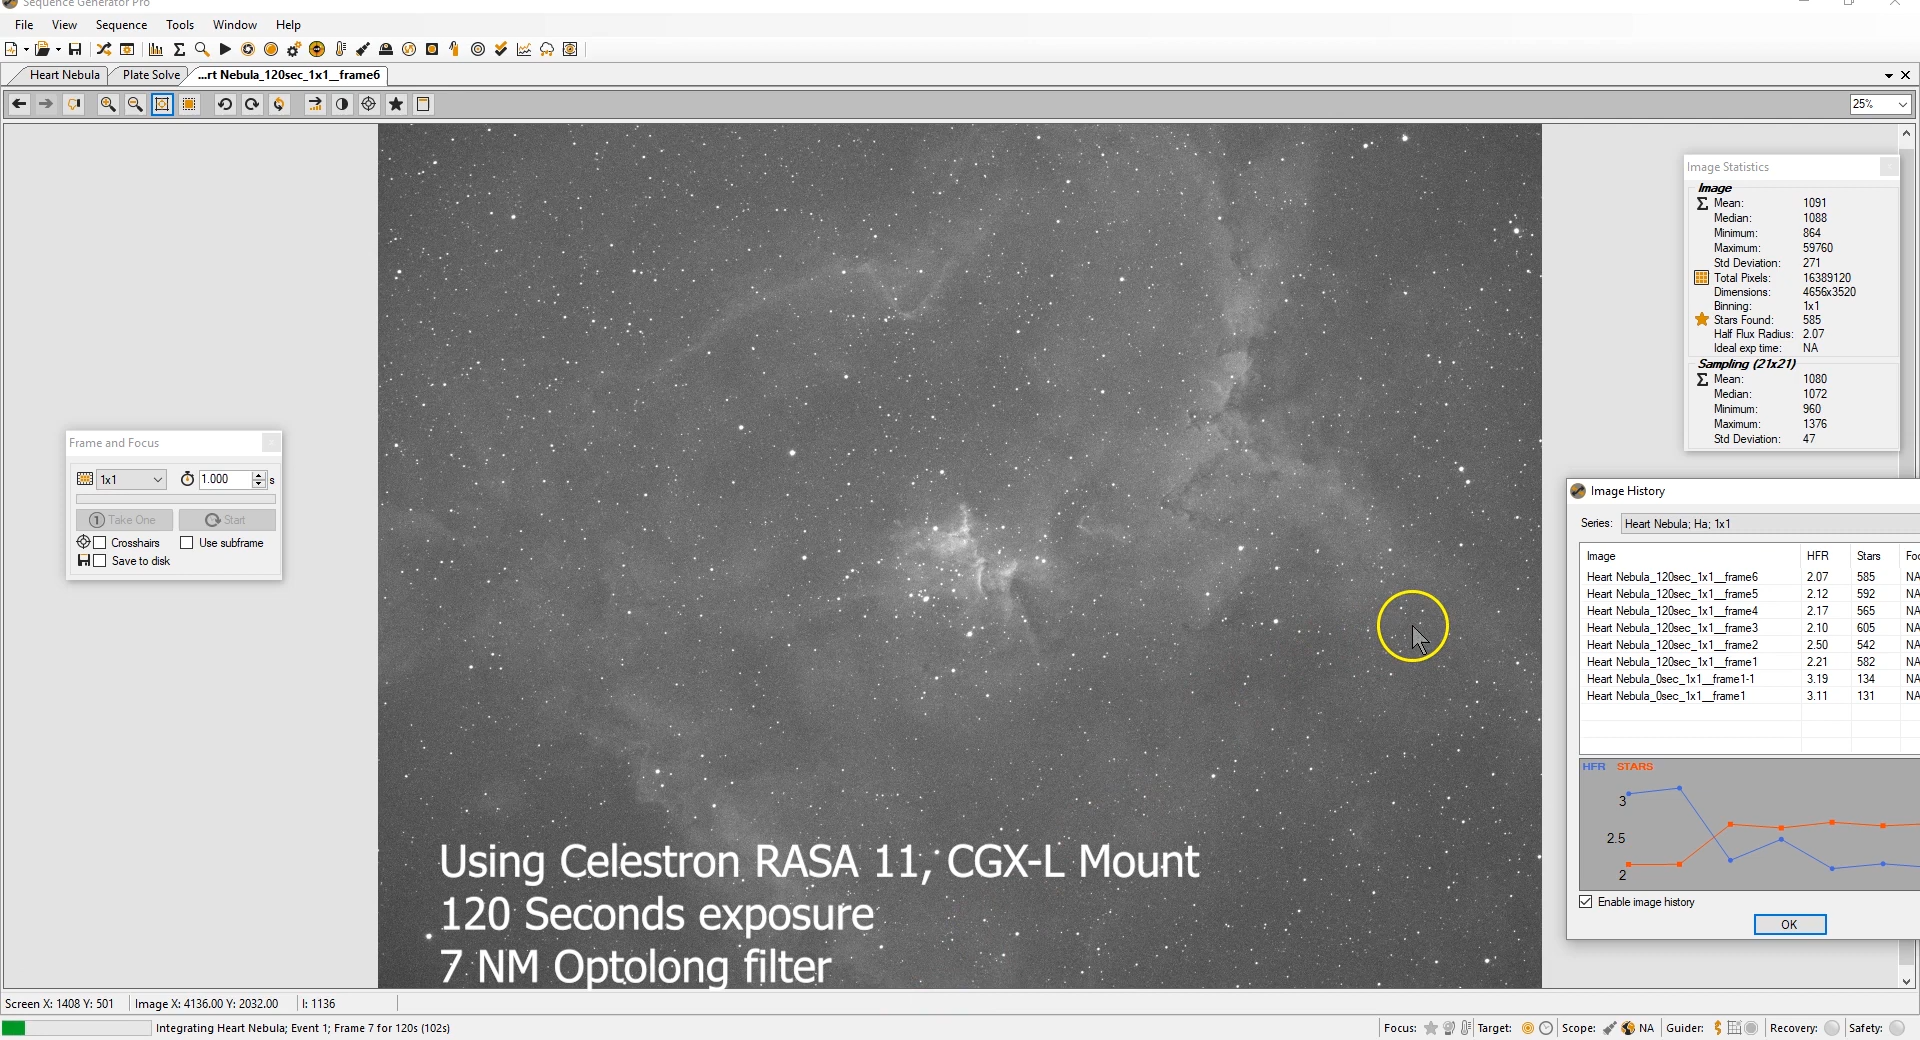 Sequence Generator Pro
File View Sequence Tools Window Help
Heart Nebula Plate Solve ...rt Nebula_120sec_1x1__frame6
25%
Image Statistics
Image
Mean: 1091
Median: 1088
Minimum: 864
Maximum: 59760
Std Deviation: 271
Total Pixels: 16389120
Dimensions: 4656x3520
Binning: 1x1
Stars Found: 585
Half Flux Radius: 2.07
Ideal exp time: NA
Sampling (21x21)
Mean: 1080
Median: 1072
Minimum: 960
Maximum: 1376
Std Deviation: 47
Frame and Focus
1x1 1.000 s
1 Take One Start
Crosshairs Use subframe
Save to disk
Image History
Series: Heart Nebula; Ha; 1x1
Image HFR Stars Foc
Heart Nebula_120sec_1x1__frame6 2.07 585 NA
Heart Nebula_120sec_1x1__frame5 2.12 592 NA
Heart Nebula_120sec_1x1__frame4 2.17 565 NA
Heart Nebula_120sec_1x1__frame3 2.10 605 NA
Heart Nebula_120sec_1x1__frame2 2.50 542 NA
Heart Nebula_120sec_1x1__frame1 2.21 582 NA
Heart Nebula_0sec_1x1__frame1-1 3.19 134 NA
Heart Nebula_0sec_1x1__frame1 3.11 131 NA
HFR STARS
3
2.5
2
Enable image history
OK
Using Celestron RASA 11, CGX-L Mount
120 Seconds exposure
7 NM Optolong filter
Screen X: 1408 Y: 501 Image X: 4136.00 Y: 2032.00 I: 1136
Integrating Heart Nebula; Event 1; Frame 7 for 120s (102s) Focus: Target: Scope: NA Guider: Recovery: Safety: